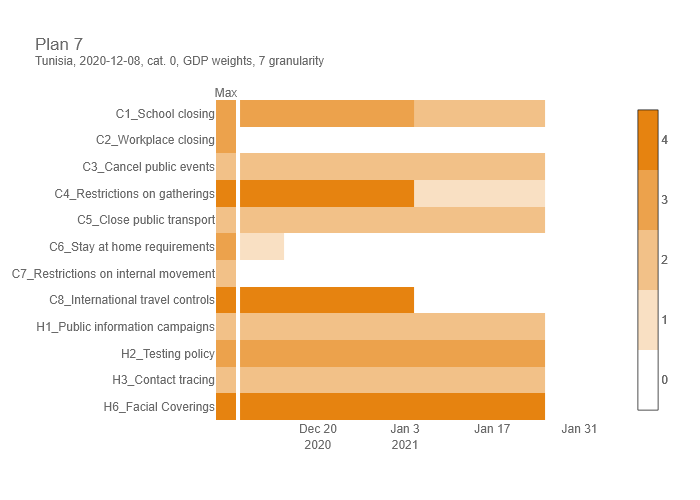 Plan 7
Tunisia, 2020-12-08, cat. 0, GDP weights, 7 granularity
Max
C1_School closing
C2_Workplace closing
C3_Cancel public events
C4_Restrictions on gatherings
C5_Close public transport
C6_Stay at home requirements
C7_Restrictions on internal movement
C8_International travel controls
H1_Public information campaigns
H2_Testing policy
H3_Contact tracing
H6_Facial Coverings
Dec 20 Jan 3 Jan 17 Jan 31
2020 2021
4
3
2
1
0